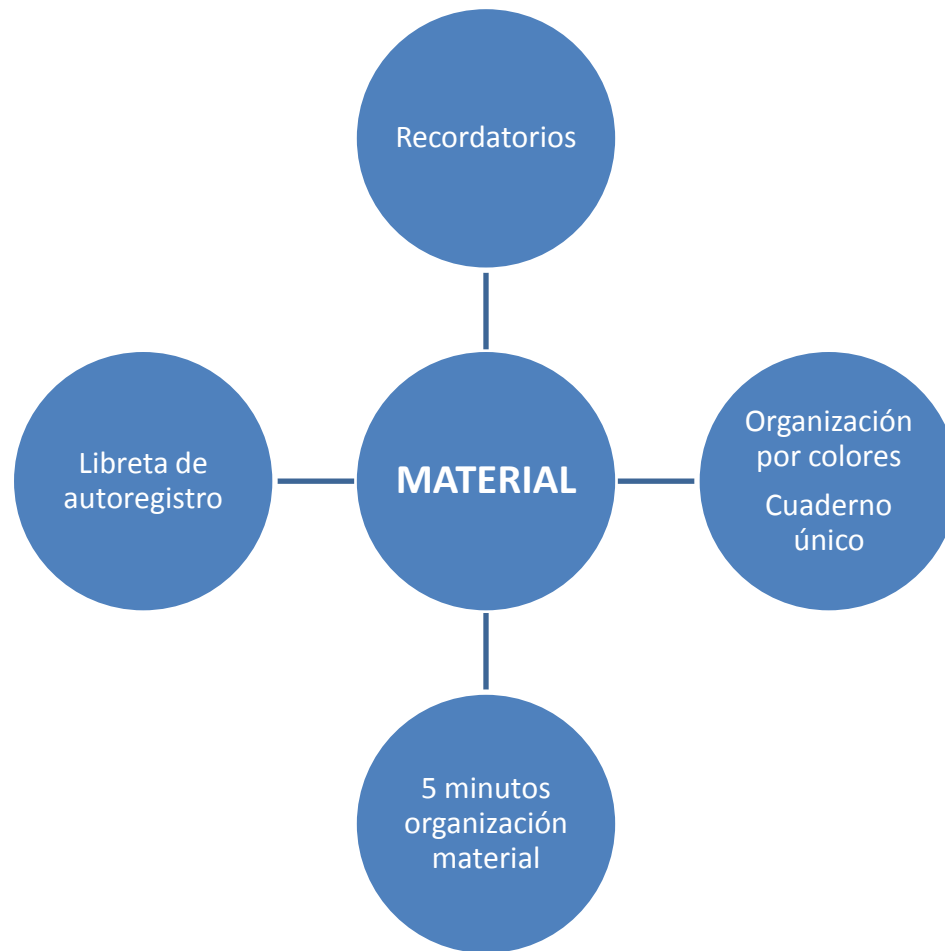 Recordatorios
Libreta de
autoregistro
MATERIAL
Organización
por colores
Cuaderno
único
5 minutos
organización
material